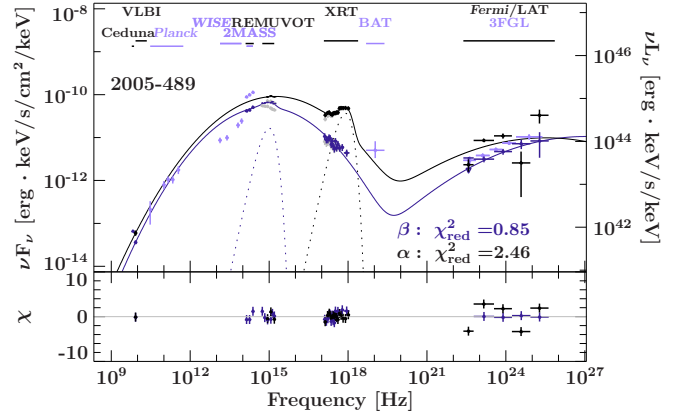 VLBI
WISE REM UVOT XRT
Fermi/LAT
Ceduna Planck 2MASS BAT 3FGL
10^-8
10^-10
10^-12
10^-14
νF_ν [erg · keV/s/cm²/keV]
10^46
10^44
10^42
νL_ν [erg · keV/s/keV]
2005-489
β: χ²_red =0.85
α: χ²_red =2.46
10
0
-10
χ
10^9 10^12 10^15 10^18 10^21 10^24 10^27
Frequency [Hz]